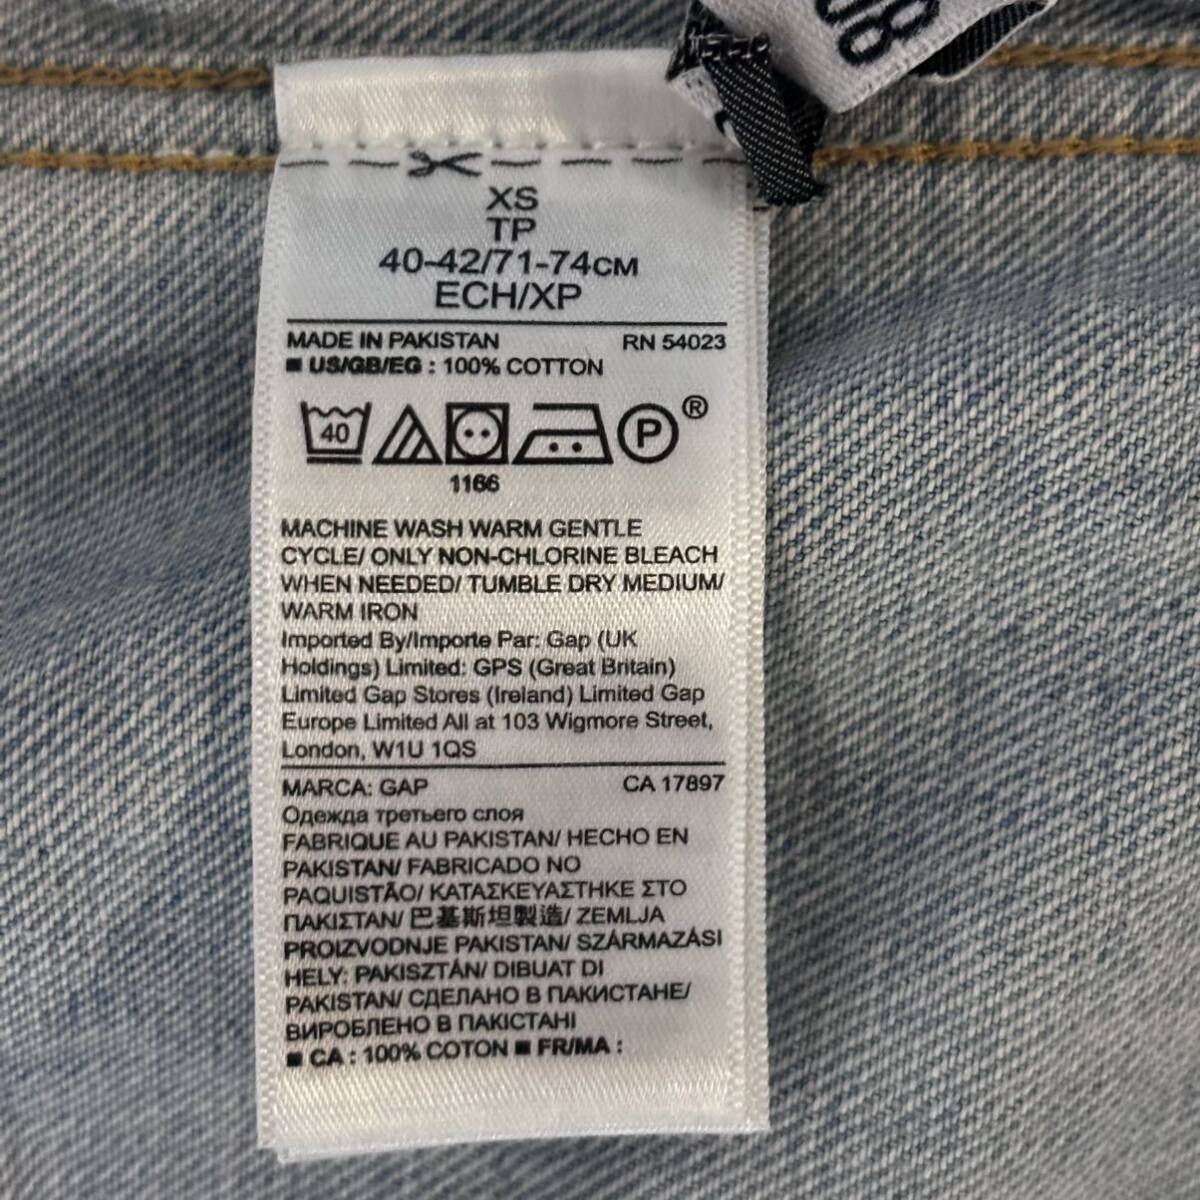 08
XS
TP
40-42/71-74CM
ECH/XP
MADE IN PAKISTAN RN 54023
■ US/GB/EG : 100% COTTON
40 P ®
1166
MACHINE WASH WARM GENTLE
CYCLE/ ONLY NON-CHLORINE BLEACH
WHEN NEEDED/ TUMBLE DRY MEDIUM/
WARM IRON
Imported By/Importe Par: Gap (UK
Holdings) Limited: GPS (Great Britain)
Limited Gap Stores (Ireland) Limited Gap
Europe Limited All at 103 Wigmore Street,
London, W1U 1QS
MARCA: GAP CA 17897
Одежда третьего слоя
FABRIQUE AU PAKISTAN/ HECHO EN
PAKISTAN/ FABRICADO NO
PAQUISTÃO/ ΚΑΤΑΣΚΕΥΑΣΤΗΚΕ ΣΤΟ
ΠΑΚΙΣΤΑΝ/ 巴基斯坦製造/ ZEMLJA
PROIZVODNJE PAKISTAN/ SZÁRMAZÁSI
HELY: PAKISZTÁN/ DIBUAT DI
PAKISTAN/ СДЕЛАНО В ПАКИСТАНЕ/
ВИРОБЛЕНО В ПАКІСТАНІ
■ CA : 100% COTON ■ FR/MA :